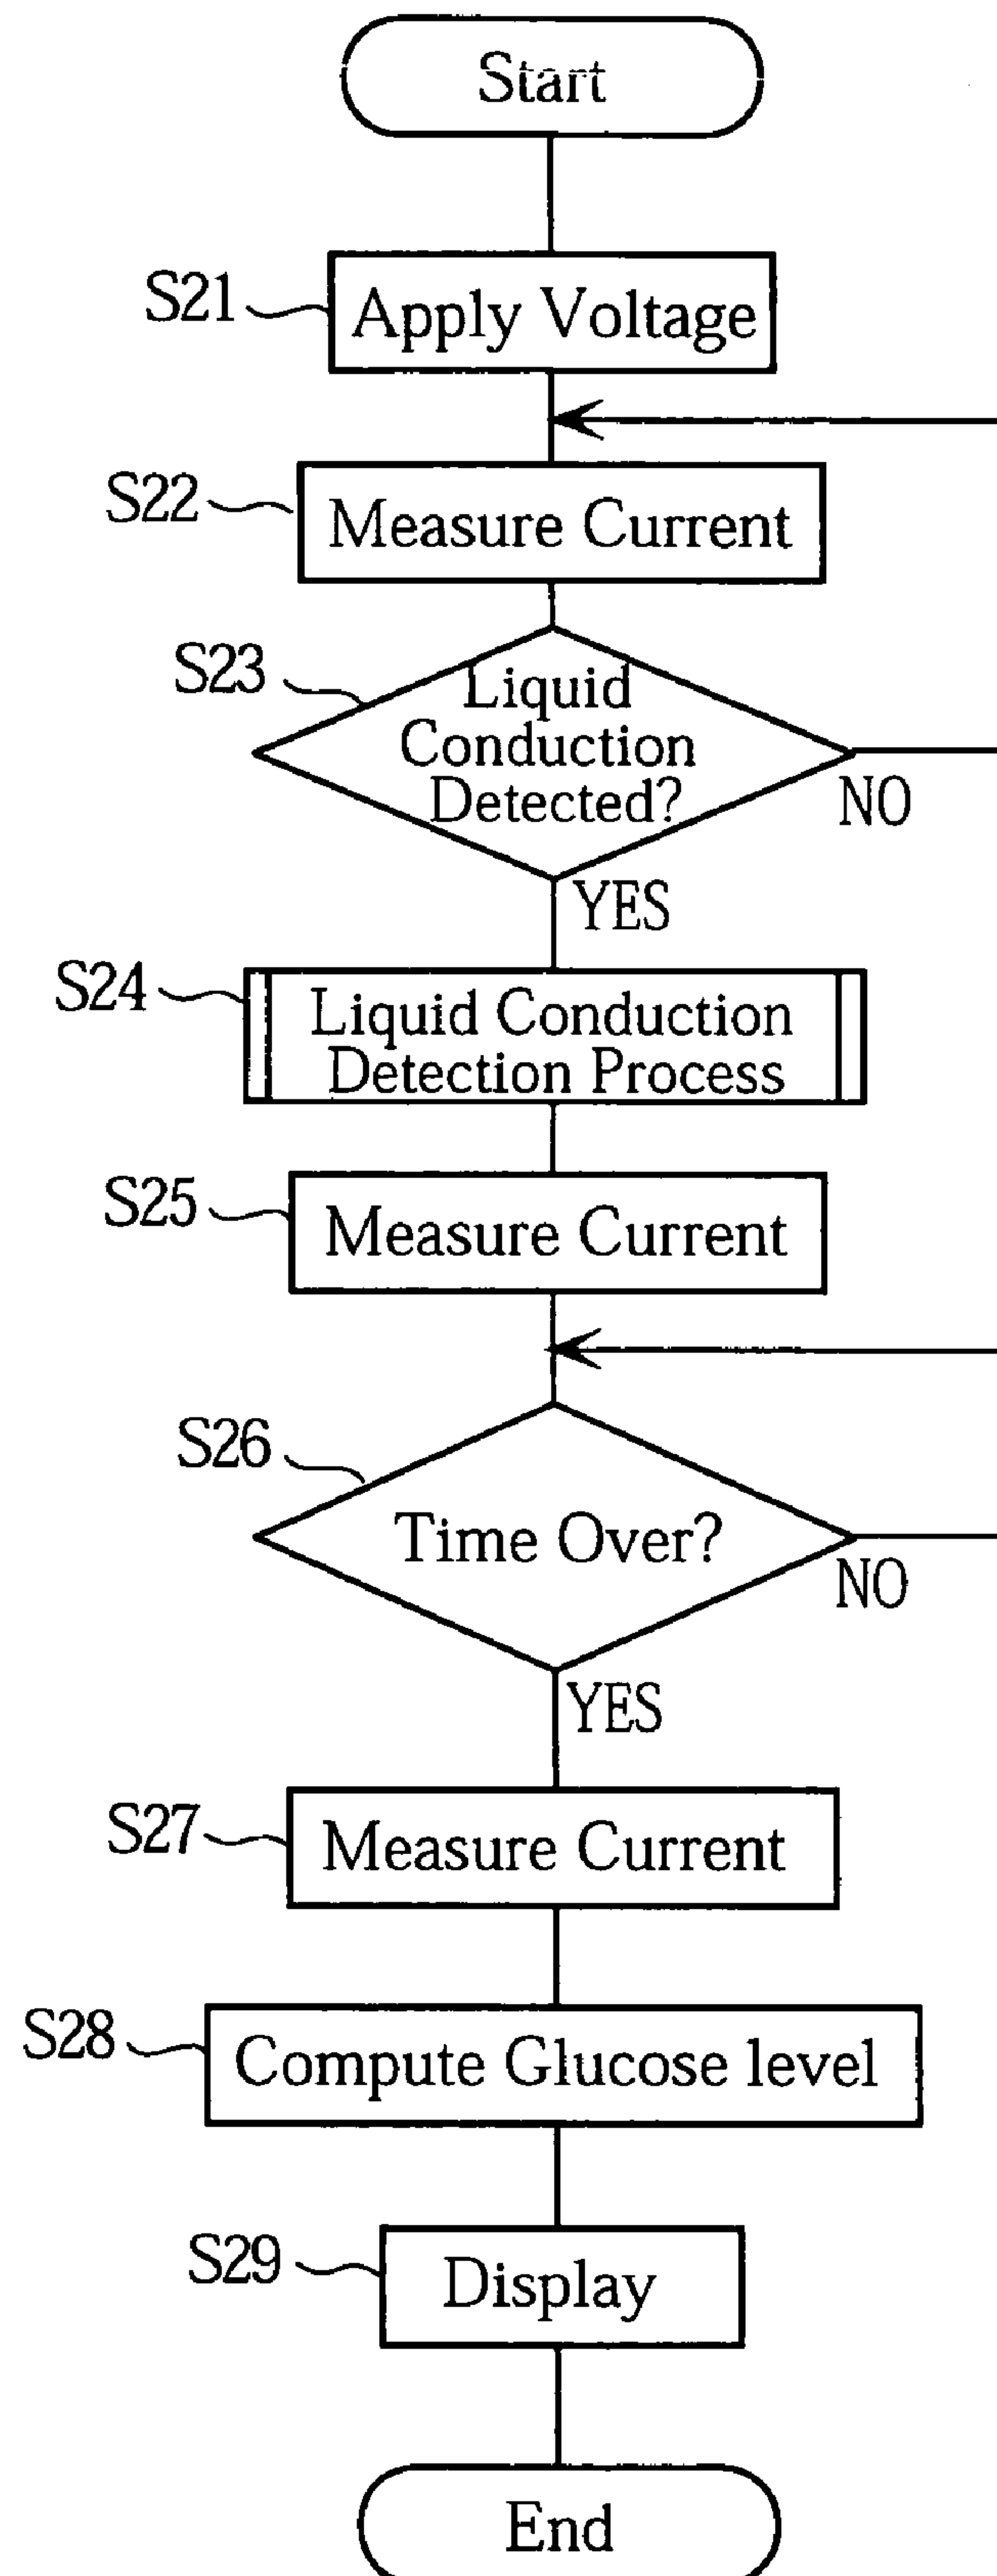 Start
S21
Apply Voltage
S22
Measure Current
S23
Liquid
Conduction
Detected?
NO
YES
S24
Liquid Conduction
Detection Process
S25
Measure Current
S26
Time Over?
NO
YES
S27
Measure Current
S28
Compute Glucose level
S29
Display
End